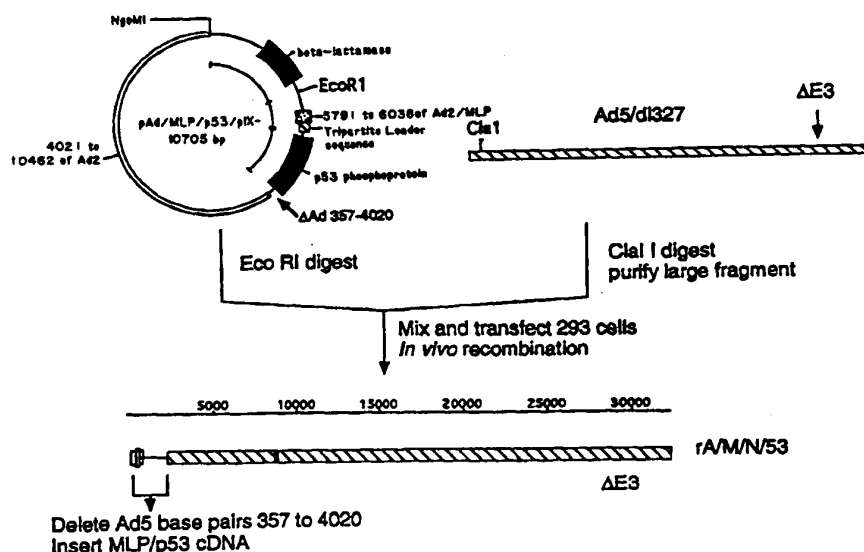 NgoMI
beta-lactamase
EcoR1
5791 to 6036of Ad2/MLP
Tripartite Leader
sequence
pAd/MLP/p53/pIX-
10705 bp
4021 to
10462 of Ad2
p53 phosphoprotein
ΔAd 357-4020
Cla1
Ad5/dl327
ΔE3
Eco RI digest
Clal I digest
purify large fragment
Mix and transfect 293 cells
In vivo recombination
5000 10000 15000 20000 25000 30000
rA/M/N/53
ΔE3
Delete Ad5 base pairs 357 to 4020
Insert MLP/p53 cDNA